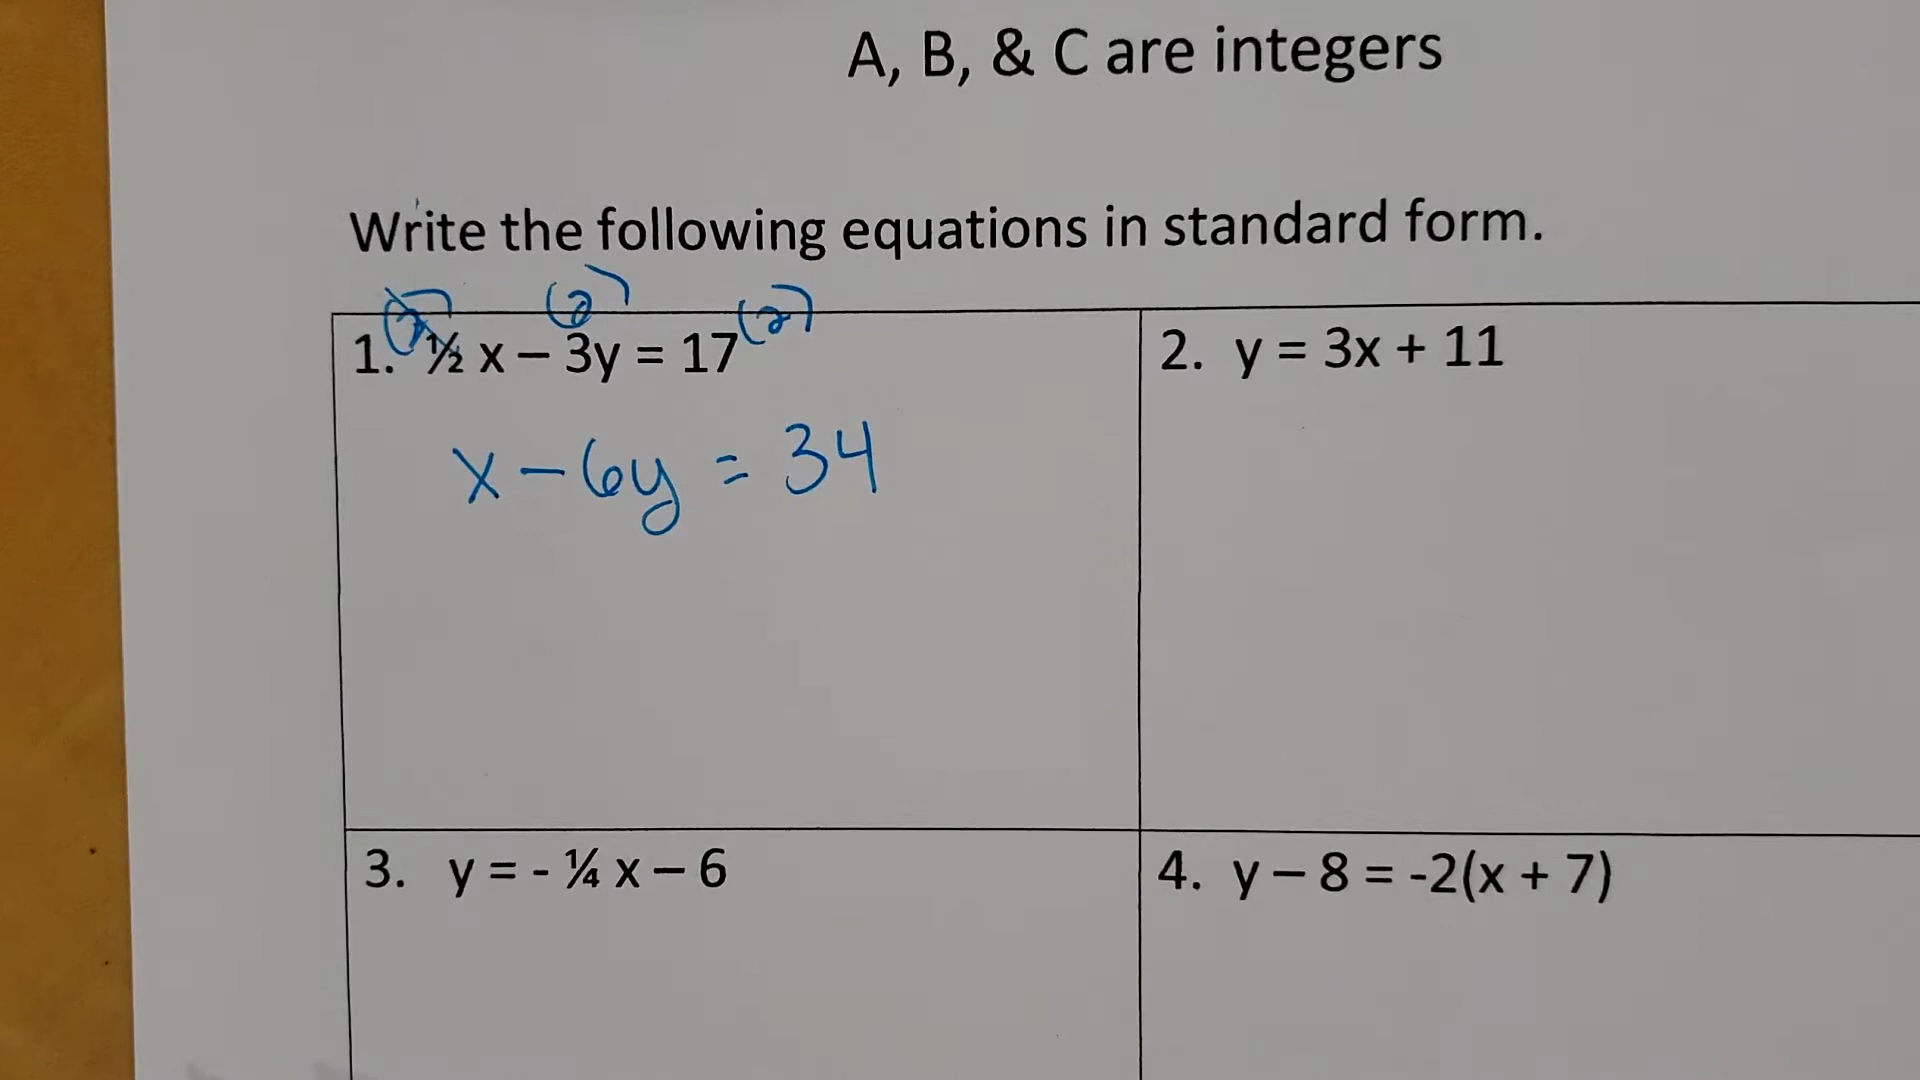 A, B, & C are integers
Write the following equations in standard form.
(2) (2) (2)
1. ½ x – 3y = 17
x - 6y = 34
2. y = 3x + 11
3. y = - ¼ x – 6
4. y – 8 = -2(x + 7)